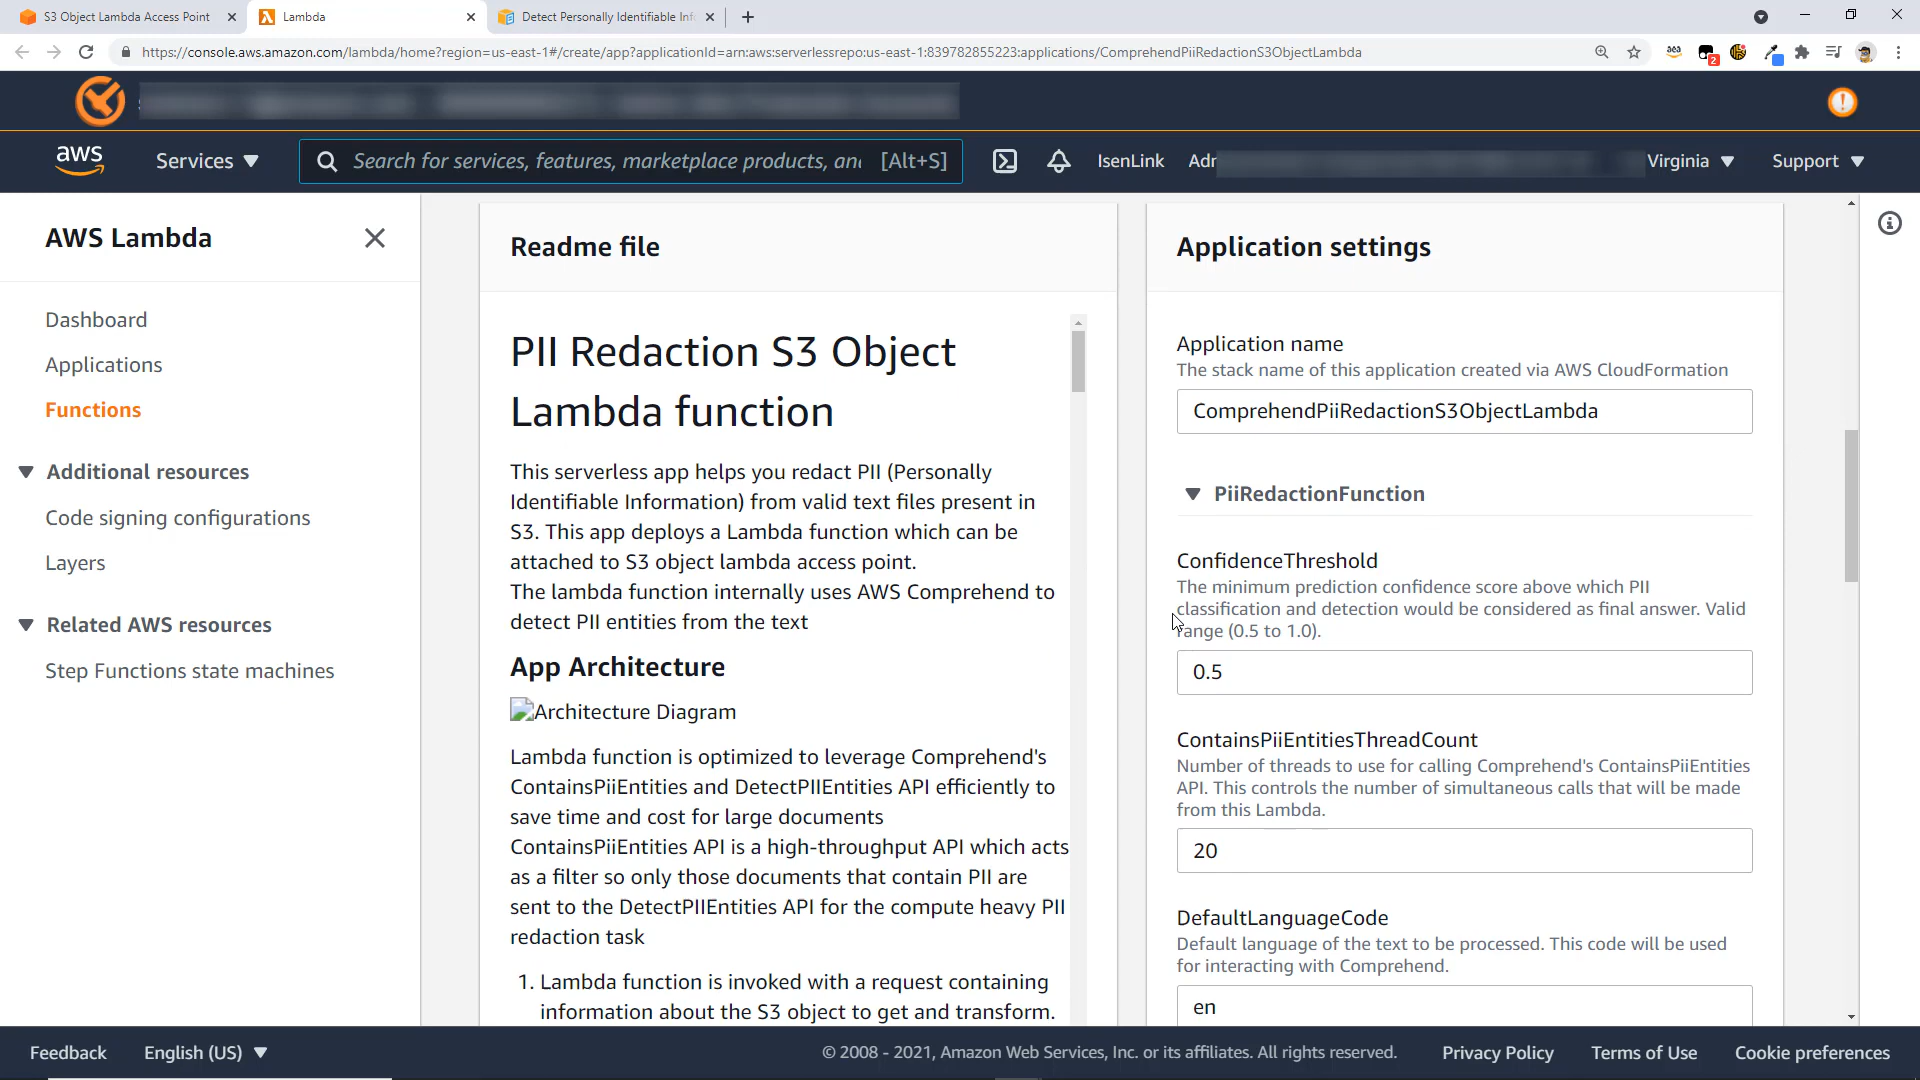 S3 Object Lambda Access Point
Lambda
Detect Personally Identifiable Inf
https://console.aws.amazon.com/lambda/home?region=us-east-1#/create/app?applicationId=arn:aws:serverlessrepo:us-east-1:839782855223:applications/ComprehendPiiRedactionS3ObjectLambda
2
aws
Services
Search for services, features, marketplace products, an
[Alt+S]
IsenLink
Adr
Virginia
Support
AWS Lambda
Dashboard
Applications
Functions
Additional resources
Code signing configurations
Layers
Related AWS resources
Step Functions state machines
Readme file
PII Redaction S3 Object
Lambda function
This serverless app helps you redact PII (Personally
Identifiable Information) from valid text files present in
S3. This app deploys a Lambda function which can be
attached to S3 object lambda access point.
The lambda function internally uses AWS Comprehend to
detect PII entities from the text
App Architecture
Architecture Diagram
Lambda function is optimized to leverage Comprehend's
ContainsPiiEntities and DetectPIIEntities API efficiently to
save time and cost for large documents
ContainsPiiEntities API is a high-throughput API which acts
as a filter so only those documents that contain PII are
sent to the DetectPIIEntities API for the compute heavy PII
redaction task
1. Lambda function is invoked with a request containing
information about the S3 object to get and transform.
Application settings
Application name
The stack name of this application created via AWS CloudFormation
ComprehendPiiRedactionS3ObjectLambda
PiiRedactionFunction
ConfidenceThreshold
The minimum prediction confidence score above which PII
classification and detection would be considered as final answer. Valid
range (0.5 to 1.0).
0.5
ContainsPiiEntitiesThreadCount
Number of threads to use for calling Comprehend's ContainsPiiEntities
API. This controls the number of simultaneous calls that will be made
from this Lambda.
20
DefaultLanguageCode
Default language of the text to be processed. This code will be used
for interacting with Comprehend.
en
Feedback
English (US)
© 2008 - 2021, Amazon Web Services, Inc. or its affiliates. All rights reserved.
Privacy Policy
Terms of Use
Cookie preferences